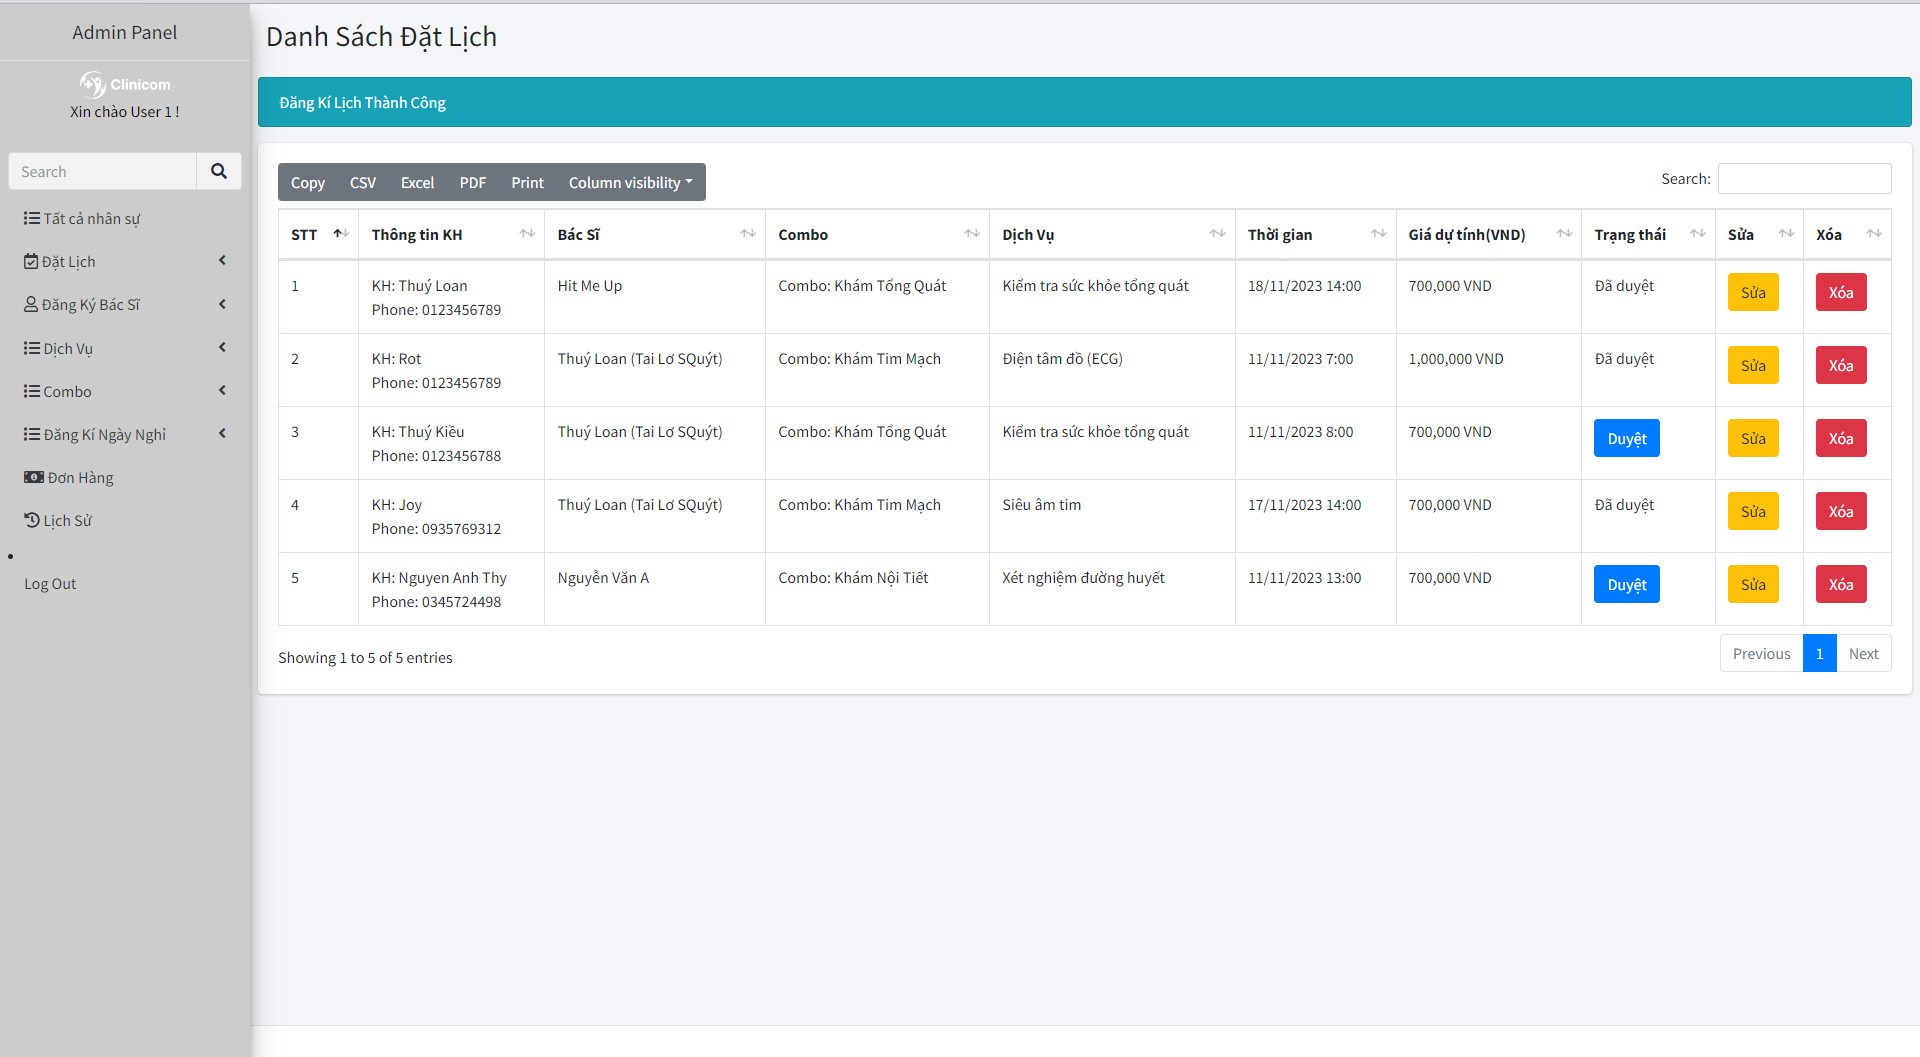 Admin Panel
Clinicom
Xin chào User 1 !
Search
Tất cả nhân sự
Đặt Lịch
Đăng Ký Bác Sĩ
Dịch Vụ
Combo
Đăng Kí Ngày Nghỉ
Đơn Hàng
Lịch Sử
Log Out
Danh Sách Đặt Lịch
Đăng Kí Lịch Thành Công
Copy CSV Excel PDF Print Column visibility
Search:
STT Thông tin KH Bác Sĩ Combo Dịch Vụ Thời gian Giá dự tính(VND) Trạng thái Sửa Xóa
1 KH: Thuý Loan Hit Me Up Combo: Khám Tổng Quát Kiểm tra sức khỏe tổng quát 18/11/2023 14:00 700,000 VND Đã duyệt Sửa Xóa
Phone: 0123456789
2 KH: Rot Thuý Loan (Tai Lơ SQuýt) Combo: Khám Tim Mạch Điện tâm đồ (ECG) 11/11/2023 7:00 1,000,000 VND Đã duyệt Sửa Xóa
Phone: 0123456789
3 KH: Thuý Kiều Thuý Loan (Tai Lơ SQuýt) Combo: Khám Tổng Quát Kiểm tra sức khỏe tổng quát 11/11/2023 8:00 700,000 VND Duyệt Sửa Xóa
Phone: 0123456788
4 KH: Joy Thuý Loan (Tai Lơ SQuýt) Combo: Khám Tim Mạch Siêu âm tim 17/11/2023 14:00 700,000 VND Đã duyệt Sửa Xóa
Phone: 0935769312
5 KH: Nguyen Anh Thy Nguyễn Văn A Combo: Khám Nội Tiết Xét nghiệm đường huyết 11/11/2023 13:00 700,000 VND Duyệt Sửa Xóa
Phone: 0345724498
Showing 1 to 5 of 5 entries
Previous 1 Next